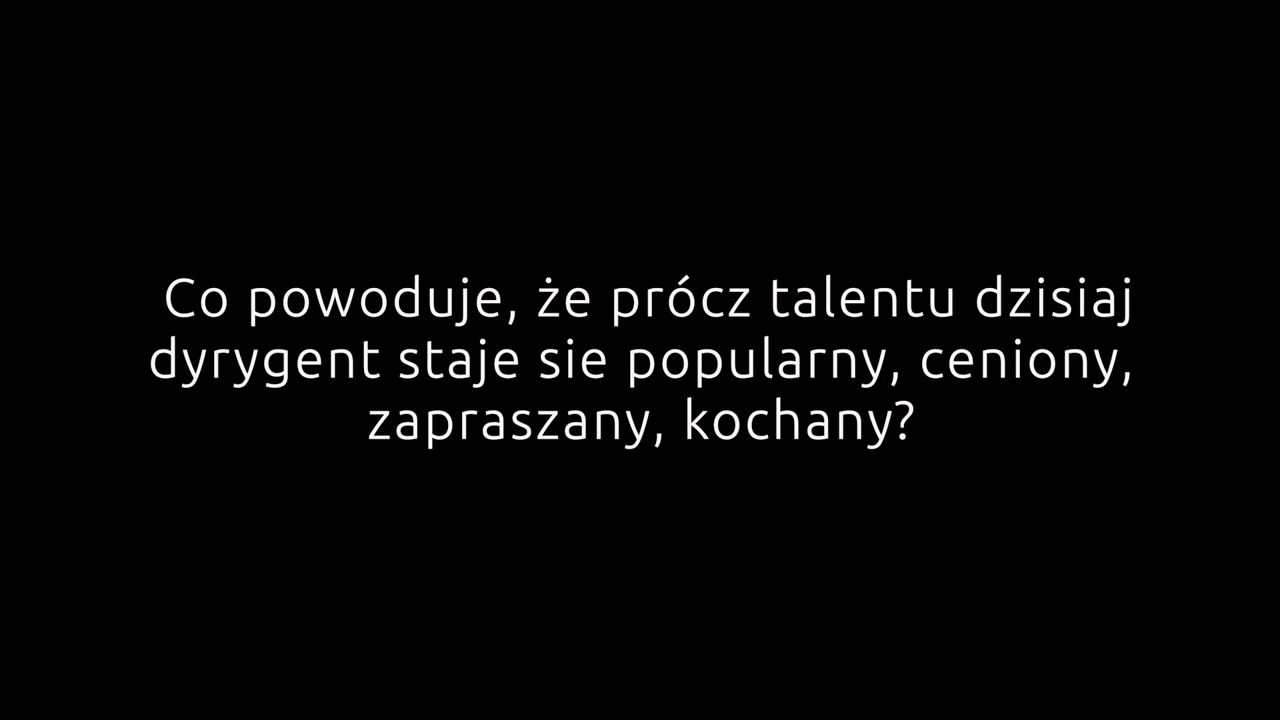 Co powoduje, że prócz talentu dzisiaj
dyrygent staje sie popularny, ceniony,
zapraszany, kochany?